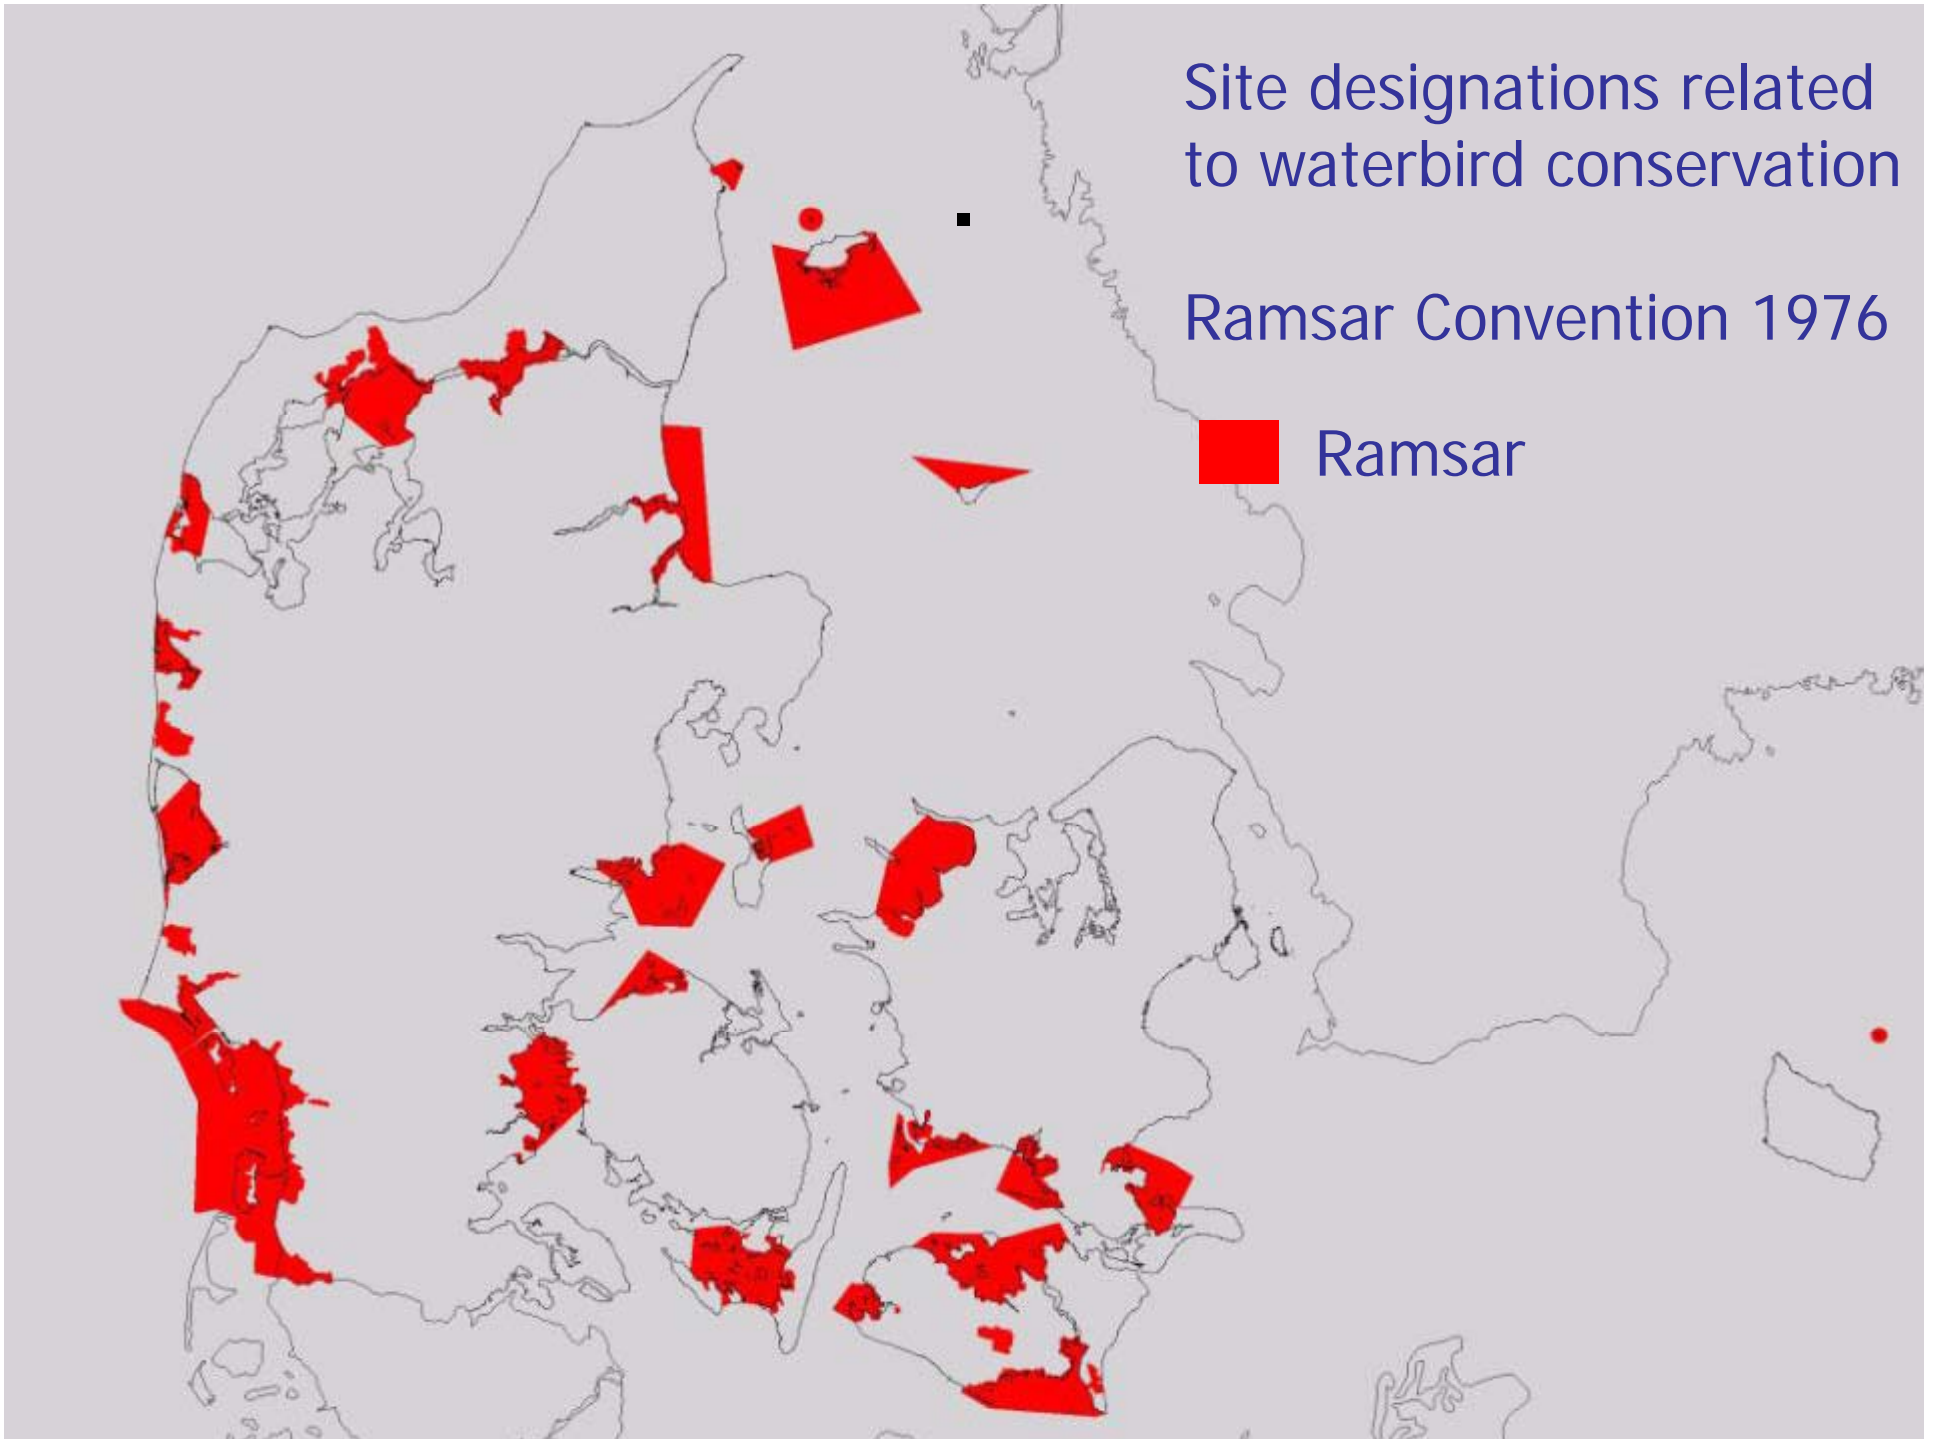 Site designations related
to waterbird conservation
Ramsar Convention 1976
Ramsar